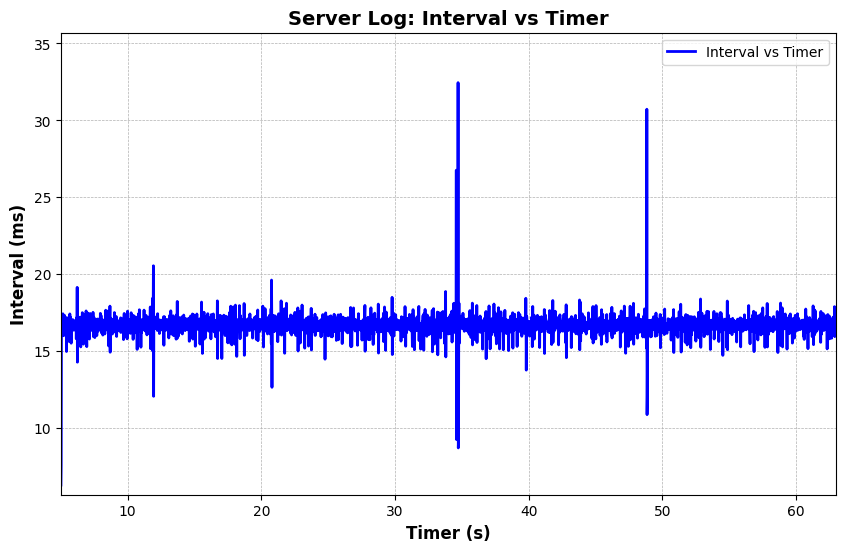 Server Log: Interval vs Timer
Interval vs Timer
35
30
25
20
15
10
Interval (ms)
10 20 30 40 50 60
Timer (s)